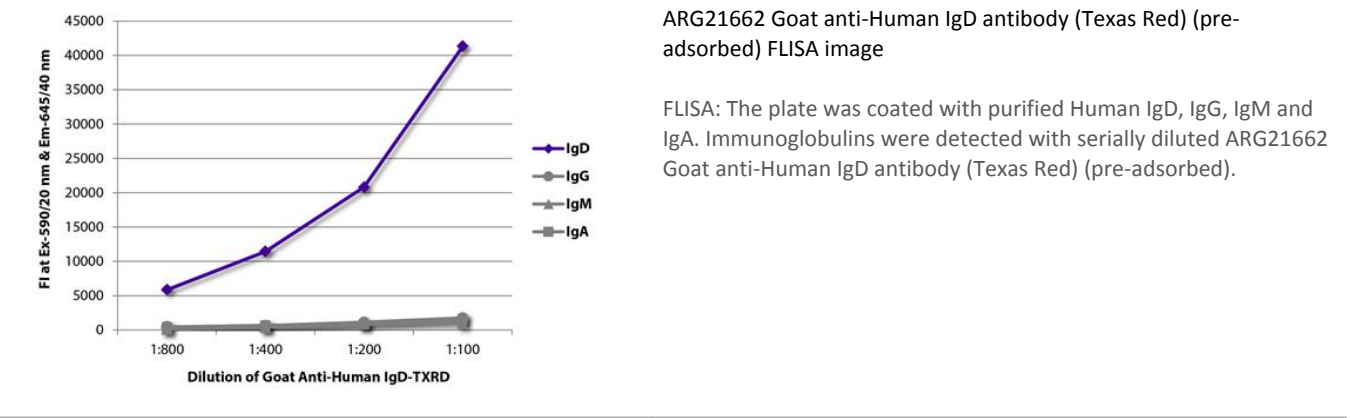 45000
40000
35000
30000
25000
20000
15000
10000
5000
0
FI at Ex-590/20 nm & Em-645/40 nm
1:800 1:400 1:200 1:100
Dilution of Goat Anti-Human IgD-TXRD
IgD
IgG
IgM
IgA
ARG21662 Goat anti-Human IgD antibody (Texas Red) (pre-
adsorbed) FLISA image
FLISA: The plate was coated with purified Human IgD, IgG, IgM and
IgA. Immunoglobulins were detected with serially diluted ARG21662
Goat anti-Human IgD antibody (Texas Red) (pre-adsorbed).